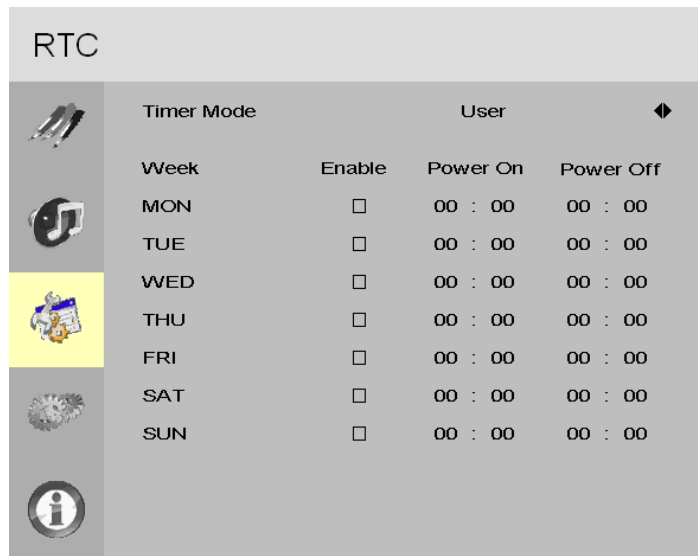 RTC
Timer Mode User
Week Enable Power On Power Off
MON 00 : 00 00 : 00
TUE 00 : 00 00 : 00
WED 00 : 00 00 : 00
THU 00 : 00 00 : 00
FRI 00 : 00 00 : 00
SAT 00 : 00 00 : 00
SUN 00 : 00 00 : 00